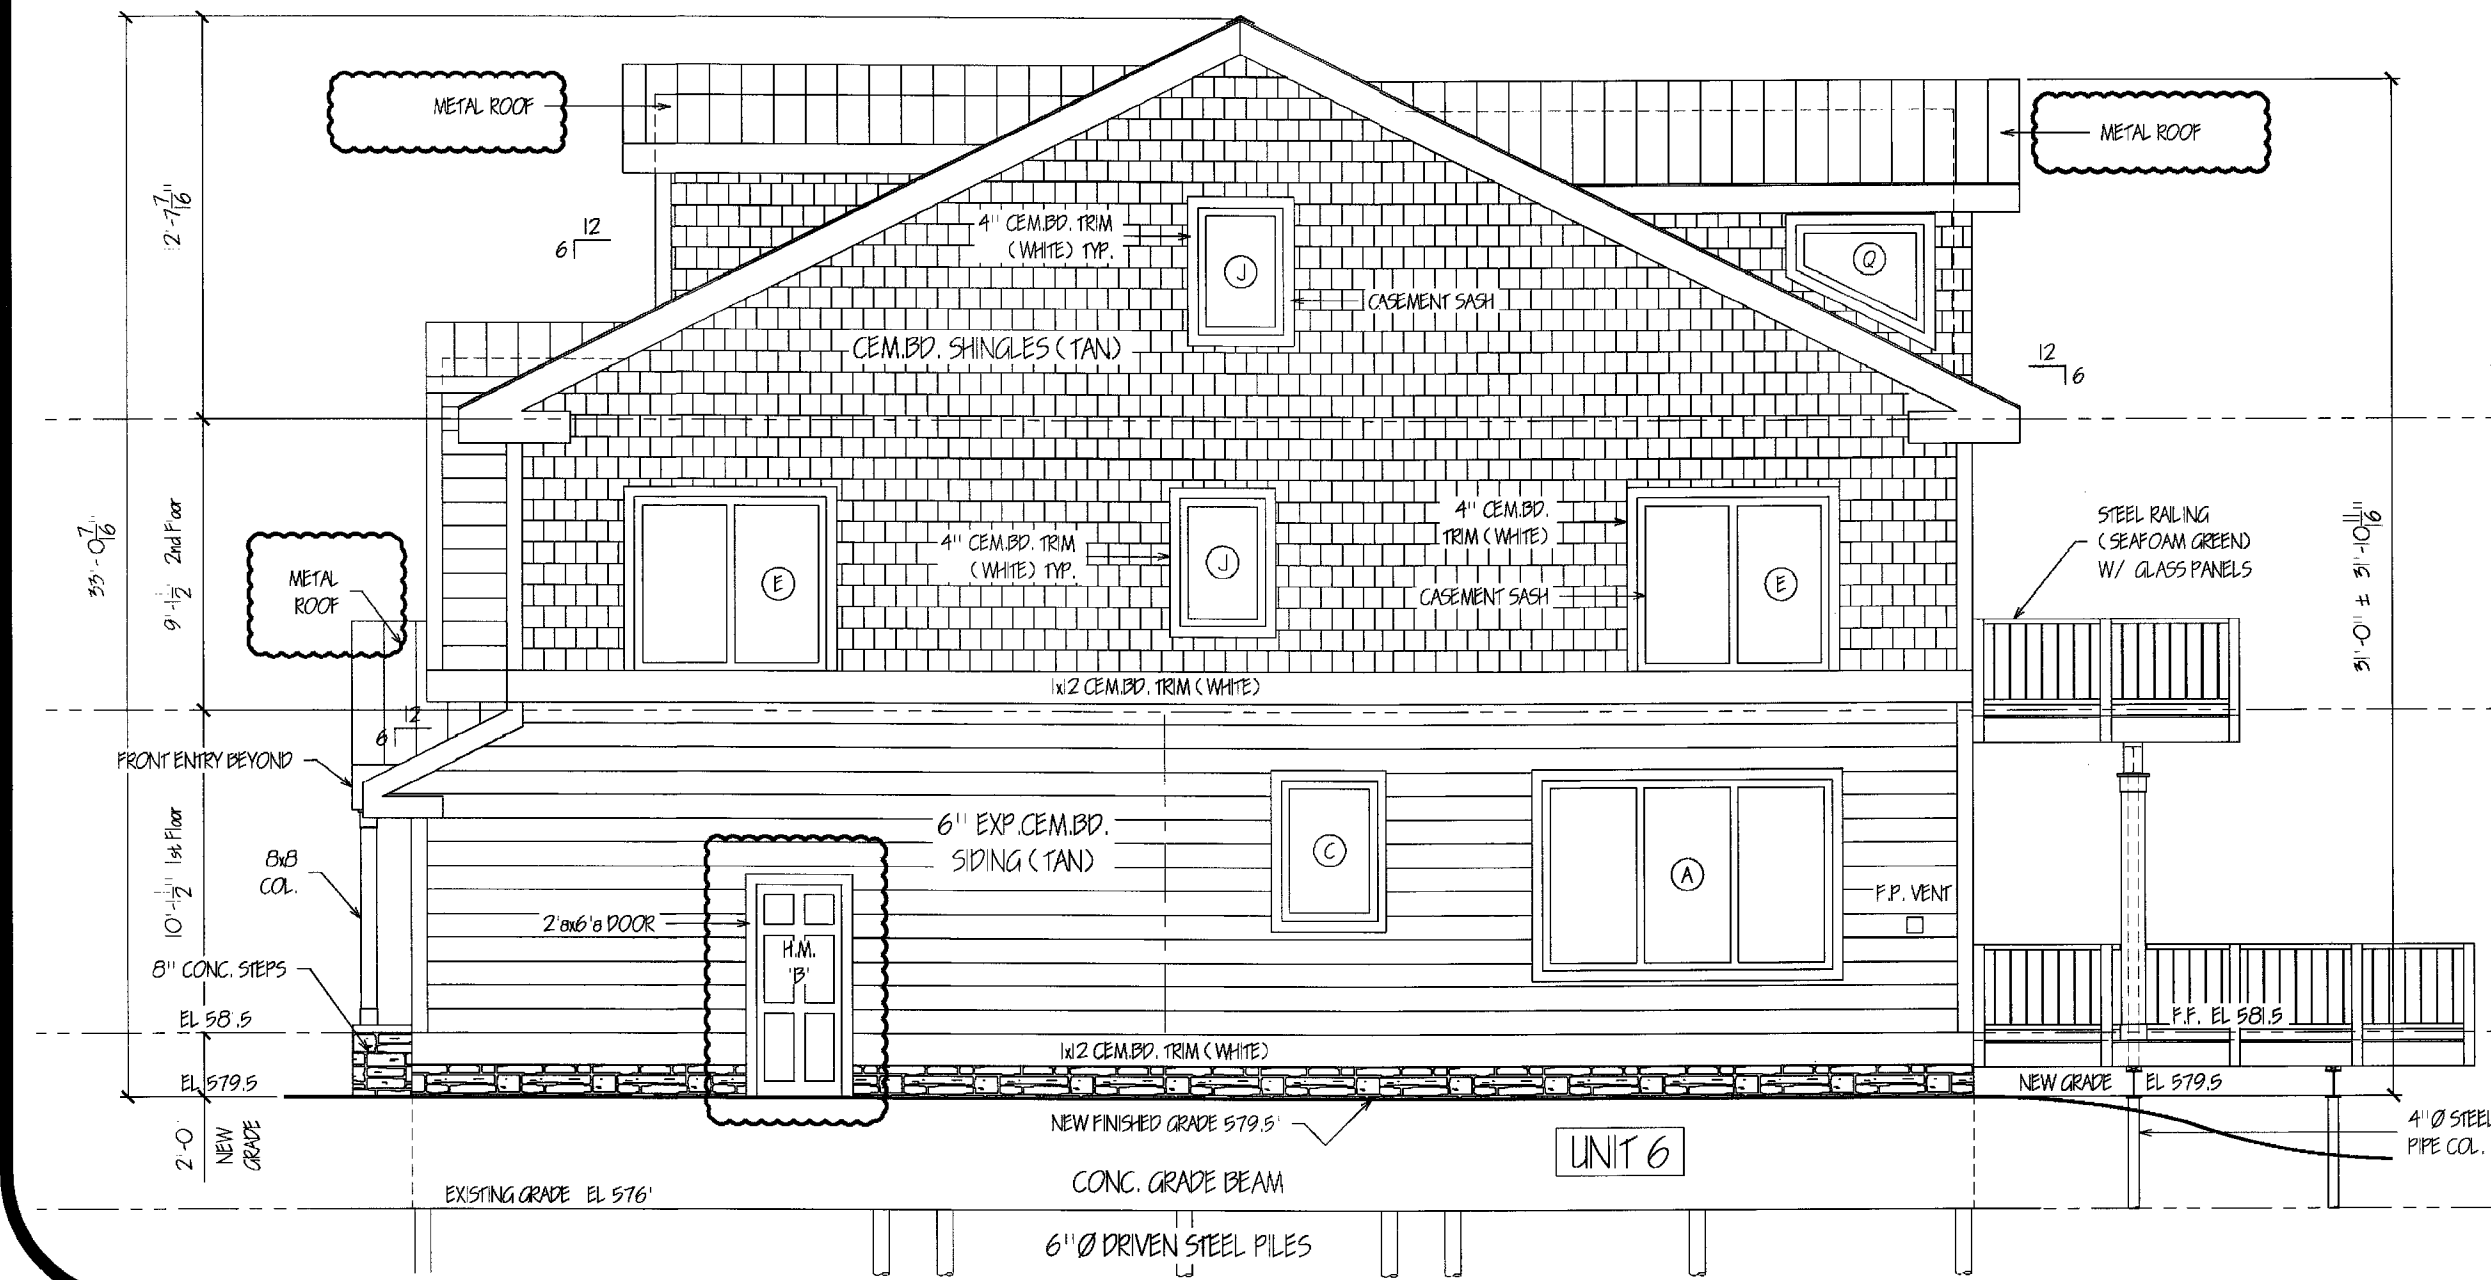 METAL ROOF
METAL ROOF
12'-7 7/16"
12
6
4" CEM.BD. TRIM
(WHITE) TYP.
J
Q
CASEMENT SASH
CEM.BD. SHINGLES (TAN)
12
6
33'-0 7/16"
9'-1 1/2" 2nd Floor
METAL
ROOF
E
4" CEM.BD. TRIM
(WHITE) TYP.
J
4" CEM.BD.
TRIM (WHITE)
CASEMENT SASH
E
STEEL RAILING
(SEAFOAM GREEN)
W/ GLASS PANELS
31'-0" ± 31'-10 11/16"
1x12 CEM.BD. TRIM (WHITE)
12
6
FRONT ENTRY BEYOND
10'-1 1/2" 1st Floor
8x8
COL.
6" EXP.CEM.BD.
SIDING (TAN)
C
A
F.P. VENT
2'8x6'8 DOOR
H.M.
'B'
8" CONC. STEPS
EL 58.5
F.F. EL 581.5
1x12 CEM.BD. TRIM (WHITE)
EL 579.5
NEW GRADE EL 579.5
2'-0
NEW
GRADE
NEW FINISHED GRADE 579.5'
UNIT 6
4"Ø STEEL
PIPE COL.
CONC. GRADE BEAM
EXISTING GRADE EL 576'
6"Ø DRIVEN STEEL PILES